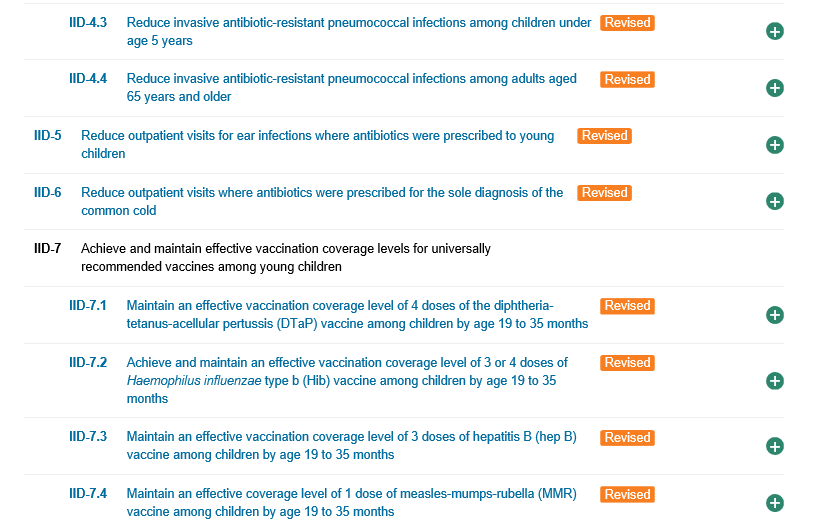 IID-4.3 Reduce invasive antibiotic-resistant pneumococcal infections among children under Revised
age 5 years
IID-4.4 Reduce invasive antibiotic-resistant pneumococcal infections among adults aged Revised
65 years and older
IID-5 Reduce outpatient visits for ear infections where antibiotics were prescribed to young Revised
children
IID-6 Reduce outpatient visits where antibiotics were prescribed for the sole diagnosis of the Revised
common cold
IID-7 Achieve and maintain effective vaccination coverage levels for universally
recommended vaccines among young children
IID-7.1 Maintain an effective vaccination coverage level of 4 doses of the diphtheria- Revised
tetanus-acellular pertussis (DTaP) vaccine among children by age 19 to 35 months
IID-7.2 Achieve and maintain an effective vaccination coverage level of 3 or 4 doses of Revised
Haemophilus influenzae type b (Hib) vaccine among children by age 19 to 35
months
IID-7.3 Maintain an effective vaccination coverage level of 3 doses of hepatitis B (hep B) Revised
vaccine among children by age 19 to 35 months
IID-7.4 Maintain an effective coverage level of 1 dose of measles-mumps-rubella (MMR) Revised
vaccine among children by age 19 to 35 months